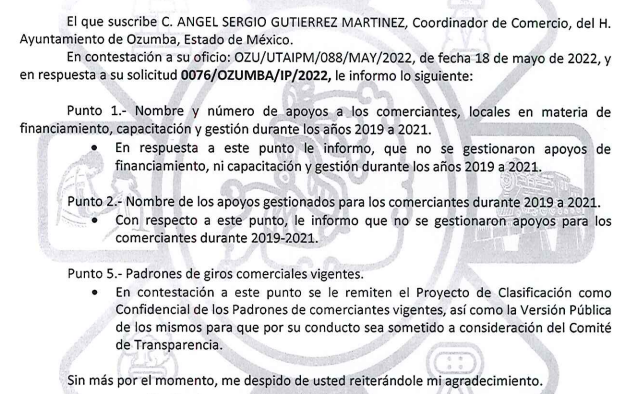 El que suscribe C. ANGEL SERGIO GUTIERREZ MARTINEZ, Coordinador de Comercio, del H.
Ayuntamiento de Ozumba, Estado de México.
En contestación a su oficio: OZU/UTAIPM/088/MAY/2022, de fecha 18 de mayo de 2022, y
en respuesta a su solicitud 0076/OZUMBA/IP/2022, le informo lo siguiente:
Punto 1.- Nombre y número de apoyos a los comerciantes, locales en materia de
financiamiento, capacitación y gestión durante los años 2019 a 2021.
• En respuesta a este punto le informo, que no se gestionaron apoyos de
financiamiento, ni capacitación y gestión durante los años 2019 a 2021.
Punto 2.- Nombre de los apoyos gestionados para los comerciantes durante 2019 a 2021.
• Con respecto a este punto, le informo que no se gestionaron apoyos para los
comerciantes durante 2019-2021.
Punto 5.- Padrones de giros comerciales vigentes.
• En contestación a este punto se le remiten el Proyecto de Clasificación como
Confidencial de los Padrones de comerciantes vigentes, así como la Versión Pública
de los mismos para que por su conducto sea sometido a consideración del Comité
de Transparencia.
Sin más por el momento, me despido de usted reiterándole mi agradecimiento.